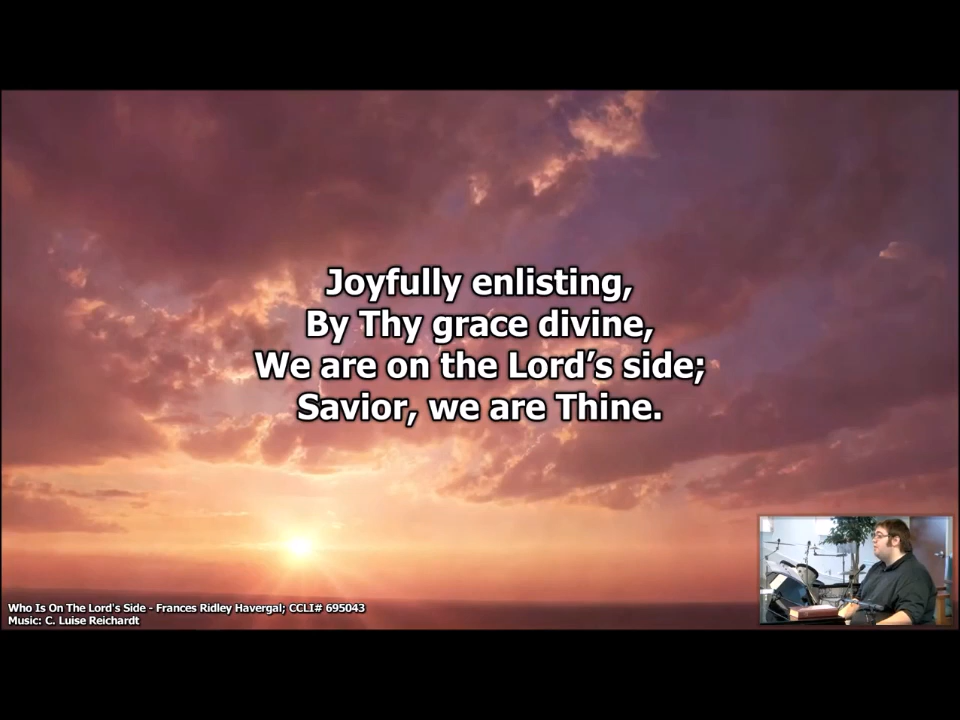 Joyfully enlisting,
By Thy grace divine,
We are on the Lord’s side;
Savior, we are Thine.
Who Is On The Lord's Side - Frances Ridley Havergal; CCLI# 695043
Music: C. Luise Reichardt